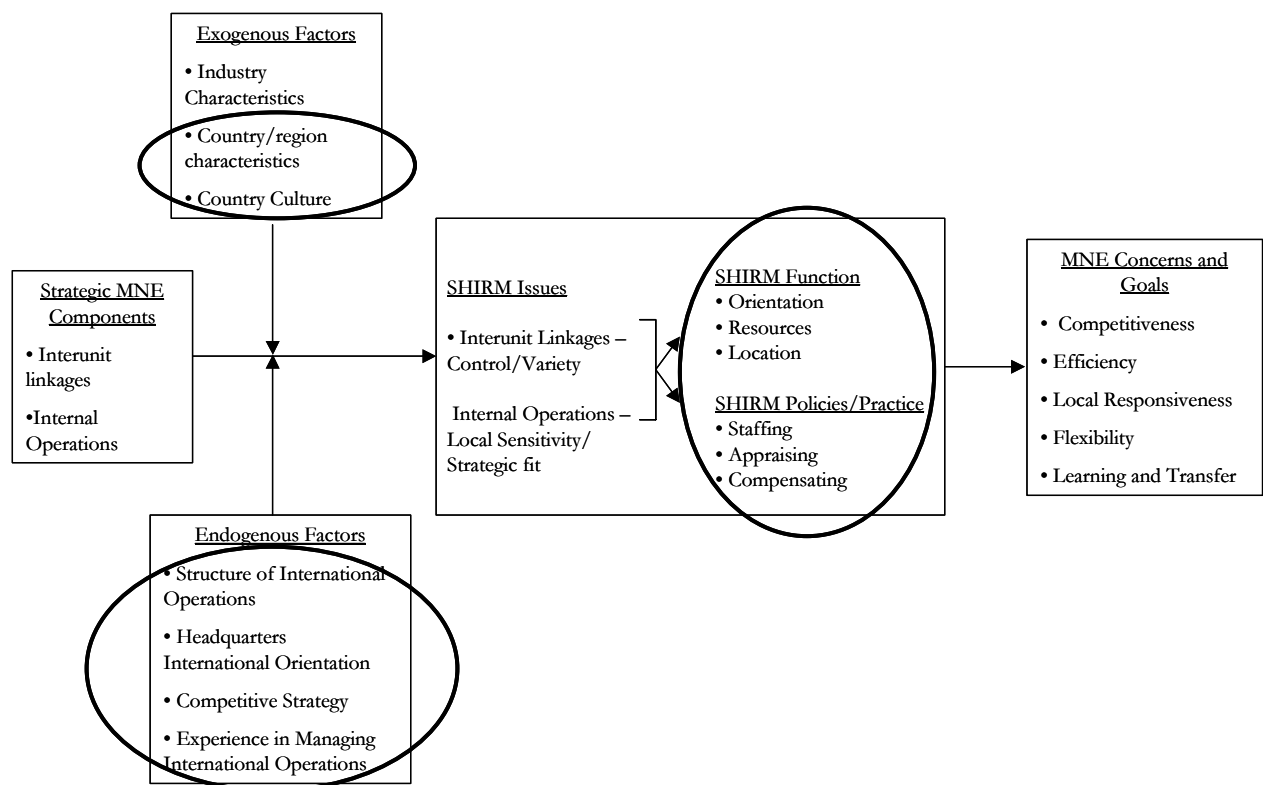 Exogenous Factors
• Industry
Characteristics
• Country/region
characteristics
• Country Culture
Strategic MNE
Components
• Interunit
linkages
•Internal
Operations
Endogenous Factors
• Structure of International
Operations
• Headquarters
International Orientation
• Competitive Strategy
• Experience in Managing
International Operations
SHIRM Issues
• Interunit Linkages –
Control/Variety
Internal Operations –
Local Sensitivity/
Strategic fit
SHIRM Function
• Orientation
• Resources
• Location
SHIRM Policies/Practice
• Staffing
• Appraising
• Compensating
MNE Concerns and
Goals
• Competitiveness
• Efficiency
• Local Responsiveness
• Flexibility
• Learning and Transfer